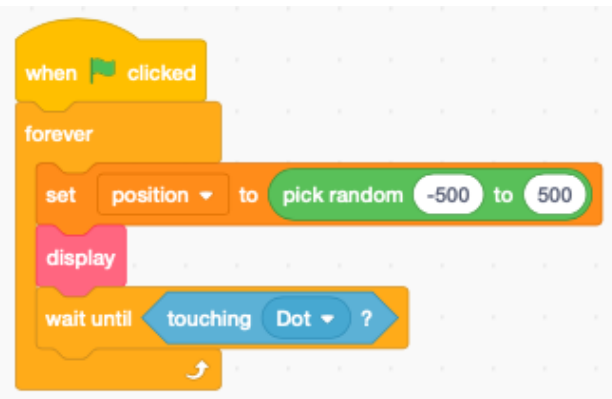 when clicked
forever
set position to pick random -500 to 500
display
wait until touching Dot ?